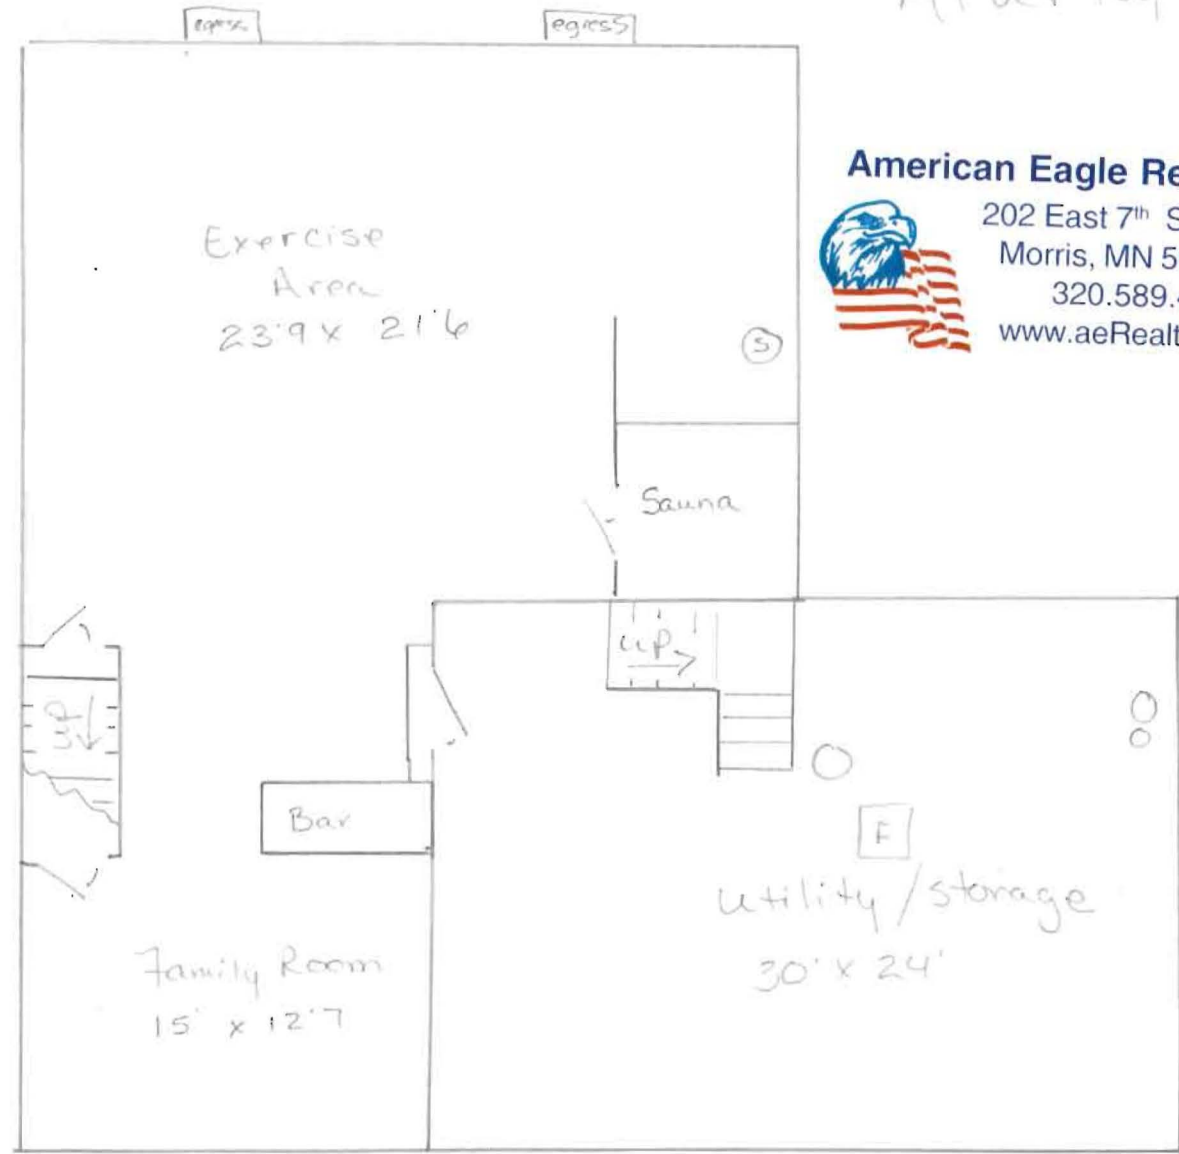 egress
egress
American Eagle Re
202 East 7th S
Morris, MN 5
320.589.
www.aeRealt
Exercise
Area
23'9 x 21'6
S
Sauna
up
up
Bar
F
utility / storage
30' x 24'
Family Room
15' x 12'7